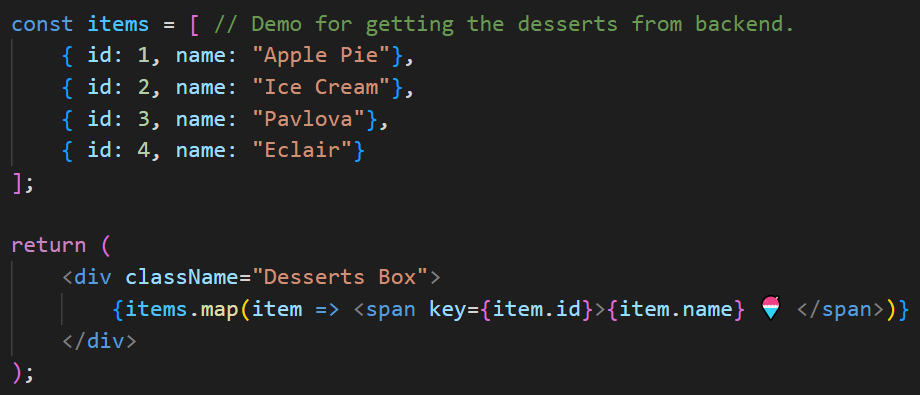 const items = [ // Demo for getting the desserts from backend.
    { id: 1, name: "Apple Pie"},
    { id: 2, name: "Ice Cream"},
    { id: 3, name: "Pavlova"},
    { id: 4, name: "Eclair"}
];

return (
    <div className="Desserts Box">
        {items.map(item => <span key={item.id}>{item.name} 🍧 </span>)}
    </div>
);